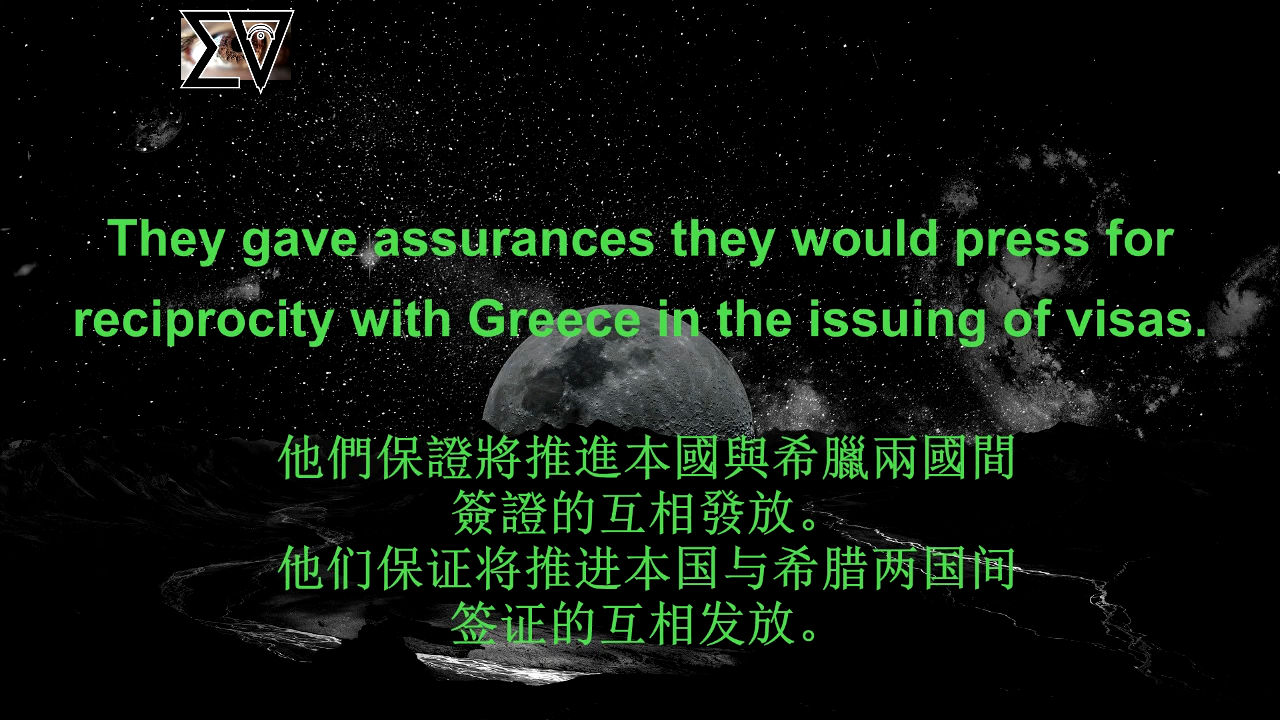 They gave assurances they would press for
reciprocity with Greece in the issuing of visas.
他們保證將推進本國與希臘兩國間
簽證的互相發放。
他们保证将推进本国与希腊两国间
签证的互相发放。